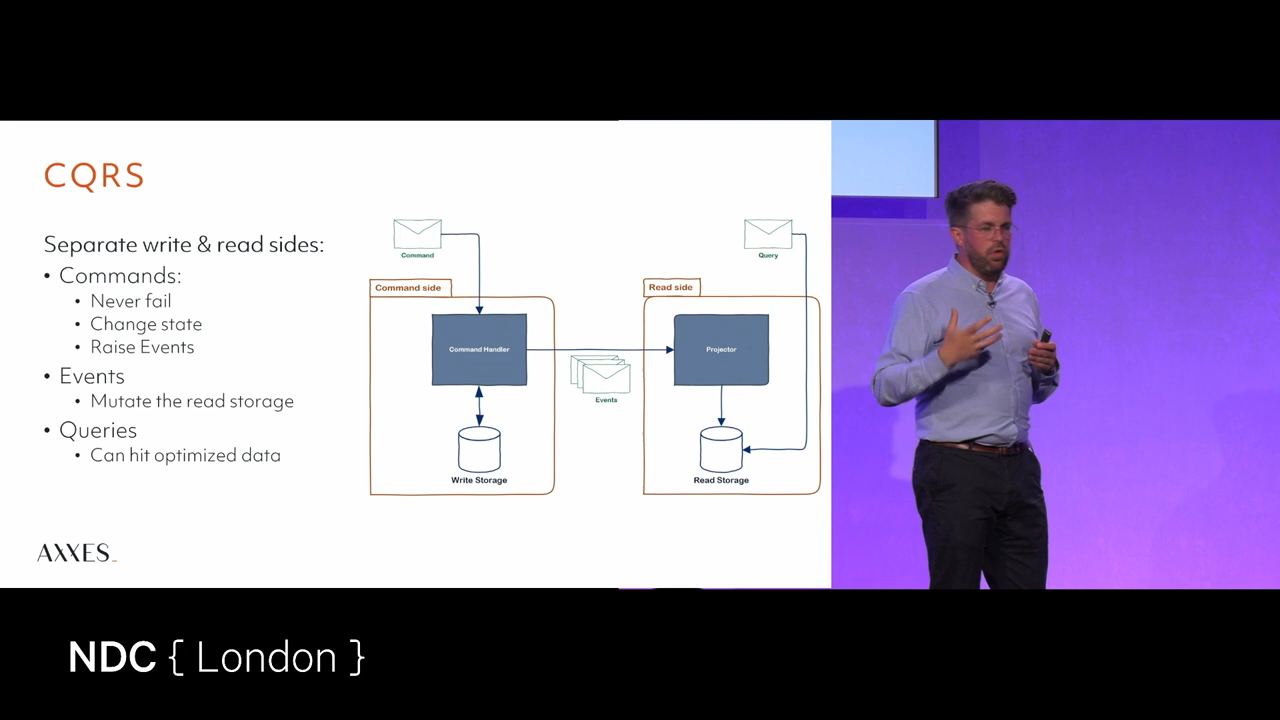 CQRS
Separate write & read sides:
• Commands:
• Never fail
• Change state
• Raise Events
• Events
• Mutate the read storage
• Queries
• Can hit optimized data
Command
Query
Command side
Read side
Command Handler
Projector
Events
Write Storage
Read Storage
AXXES_
NDC { London }